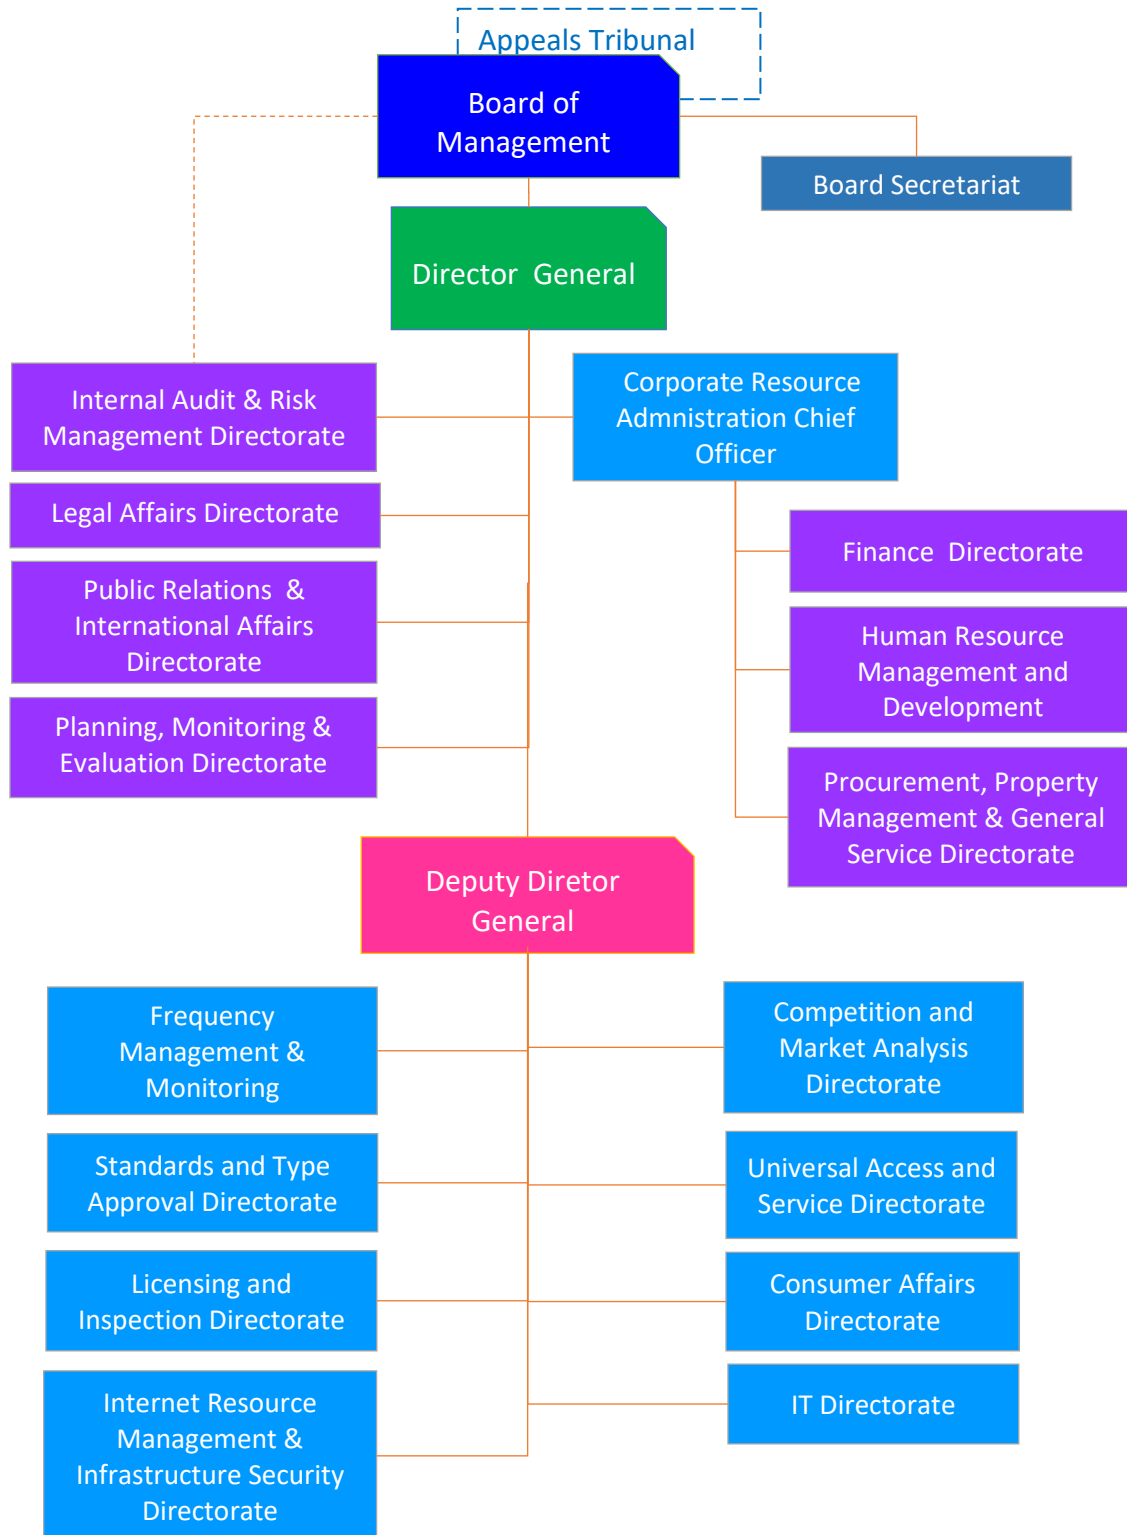 Appeals Tribunal
Board of
Management
Board Secretariat
Director General
Internal Audit & Risk
Management Directorate
Corporate Resource
Admnistration Chief
Officer
Legal Affairs Directorate
Finance Directorate
Public Relations &
International Affairs
Directorate
Human Resource
Management and
Development
Planning, Monitoring &
Evaluation Directorate
Procurement, Property
Management & General
Service Directorate
Deputy Diretor
General
Frequency
Management &
Monitoring
Competition and
Market Analysis
Directorate
Standards and Type
Approval Directorate
Universal Access and
Service Directorate
Licensing and
Inspection Directorate
Consumer Affairs
Directorate
Internet Resource
Management &
Infrastructure Security
Directorate
IT Directorate